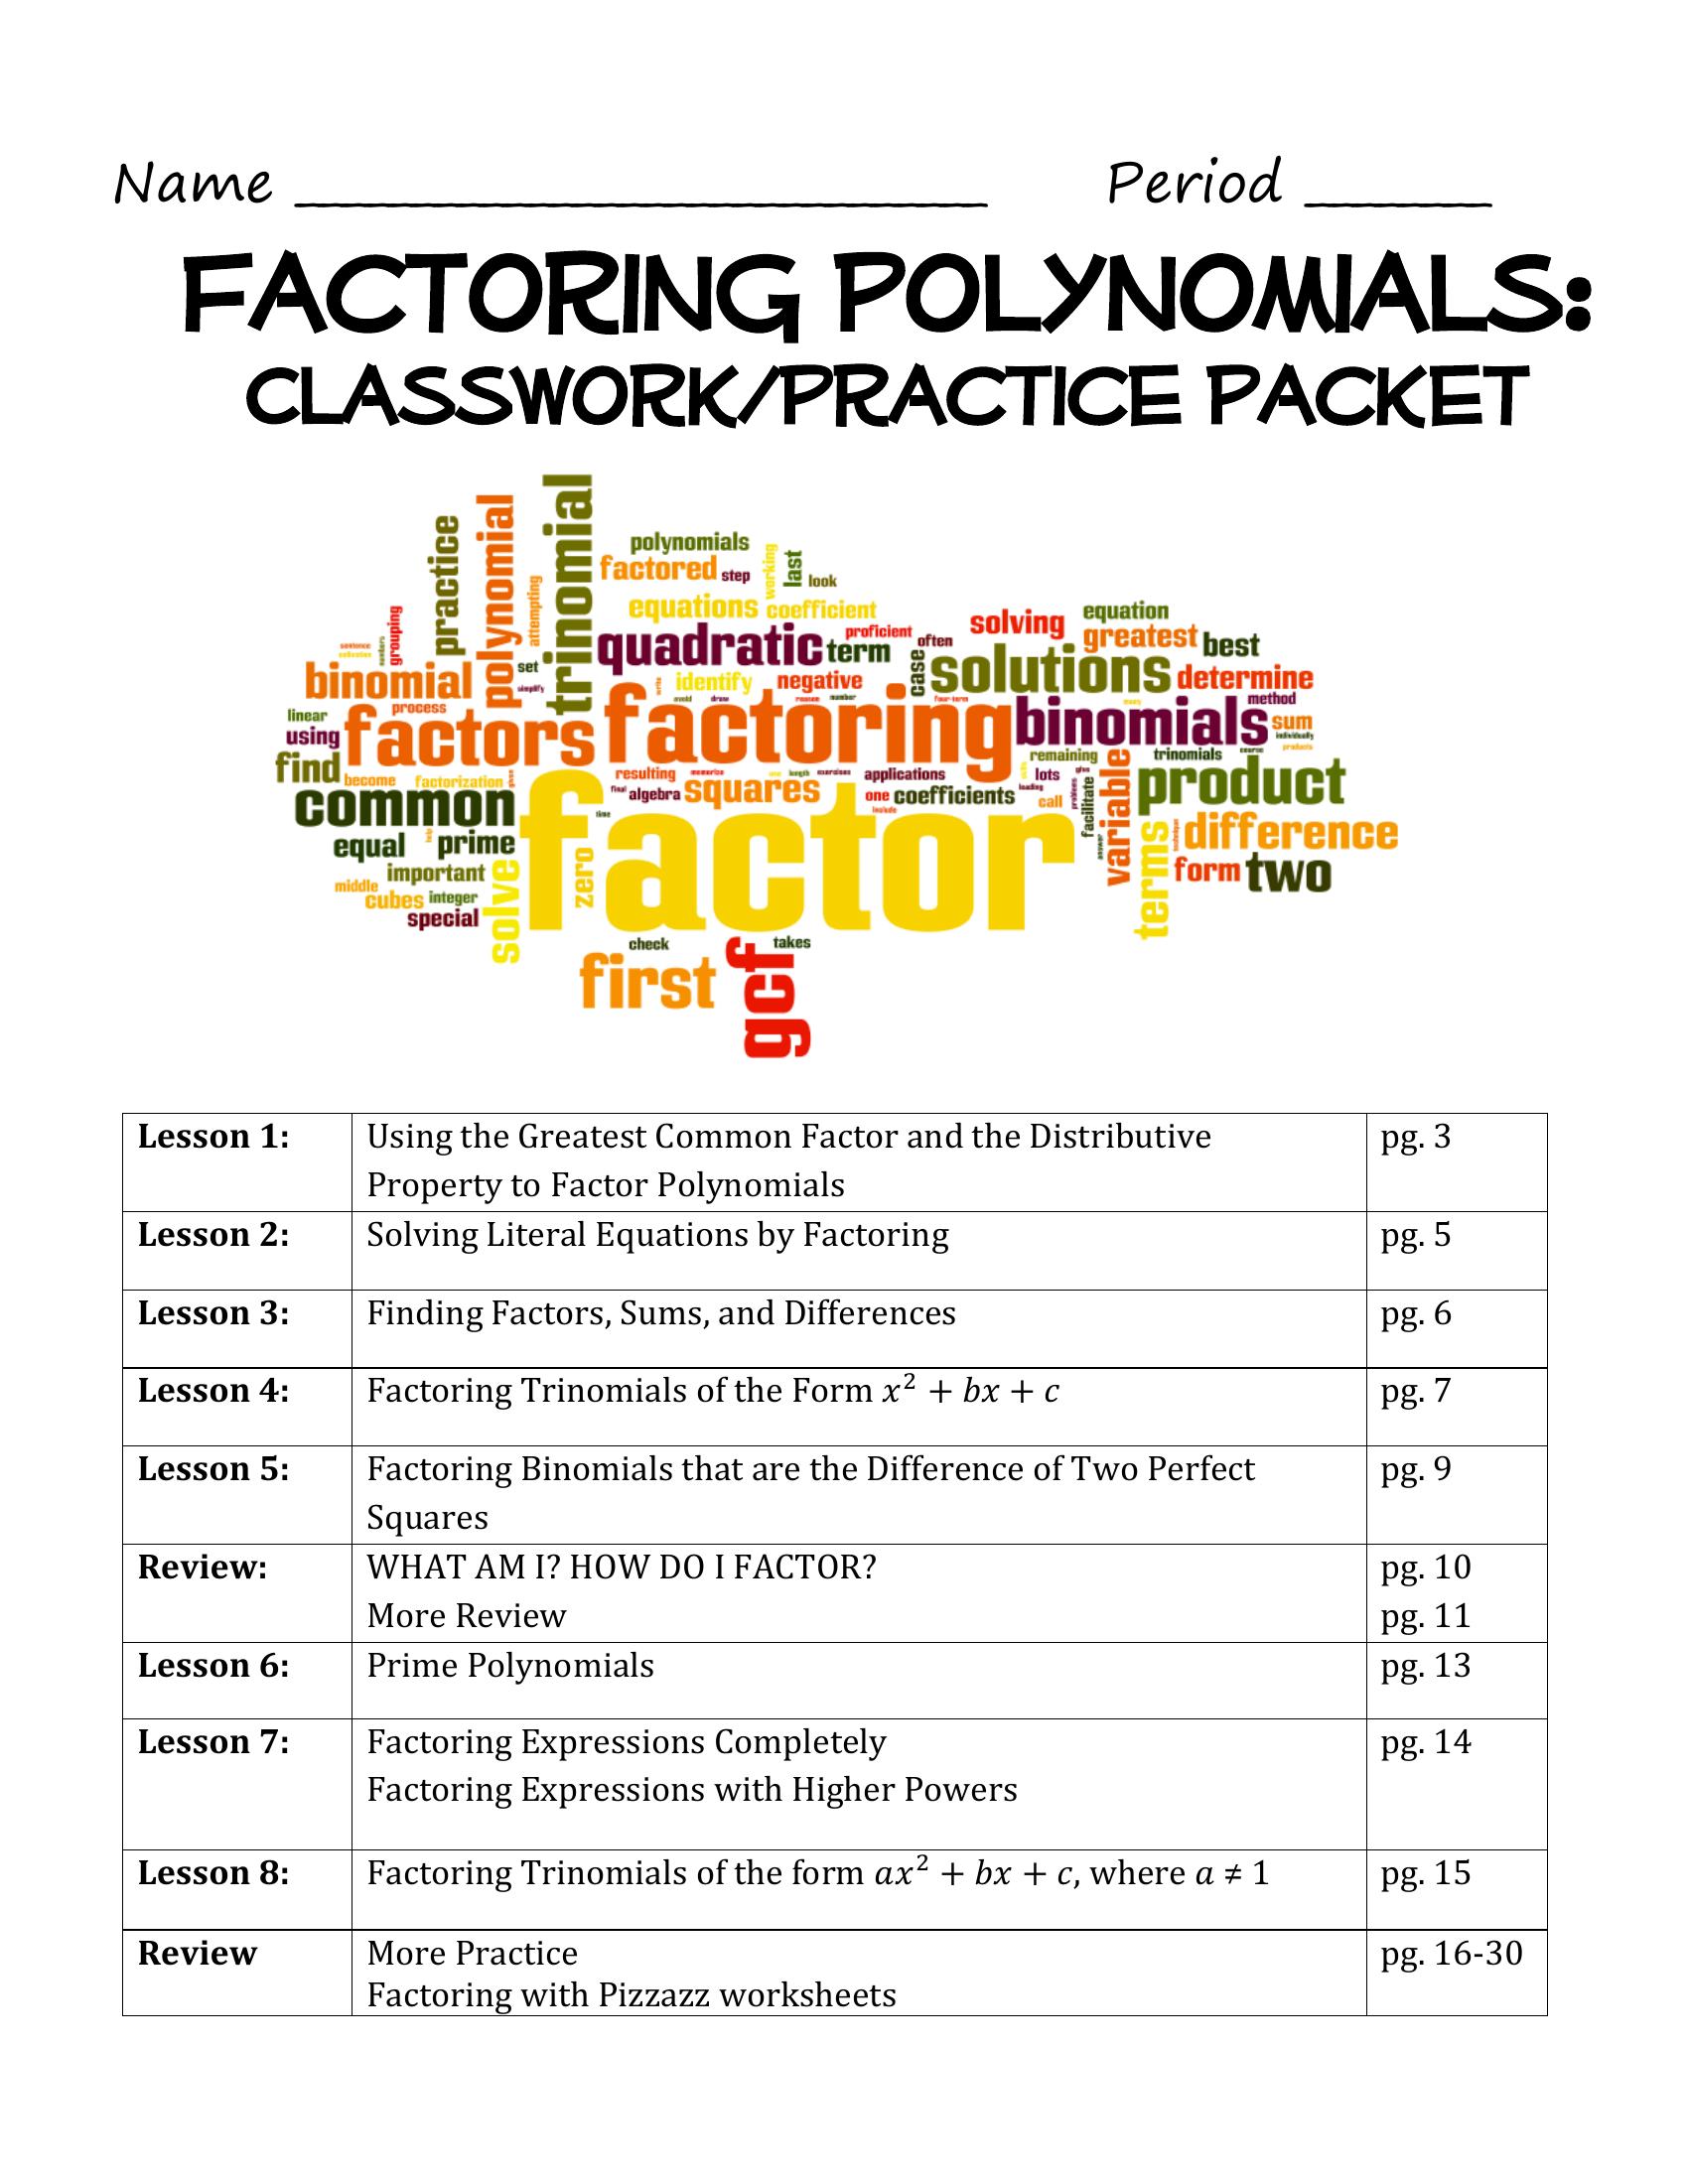 Name ____________________ Period ______
FACTORING POLYNOMIALS:
CLASSWORK/PRACTICE PACKET
practice
polynomial
trinomial
polynomials
factored step working last look
attempting
equations coefficient
grouping
quadratic term proficient often
solving equation
greatest best
binomial set
identify negative case solutions determine
process
factors factoring binomials method
linear
using
sum
find become factorization
resulting applications remaining trinomials
lots
algebra squares one coefficients call
facilitate variable product
common factor
equal prime
important
middle
cubes integer
special
solve zero
terms difference
form two
check takes
first gcf
Lesson 1: Using the Greatest Common Factor and the Distributive pg. 3
Property to Factor Polynomials
Lesson 2: Solving Literal Equations by Factoring pg. 5
Lesson 3: Finding Factors, Sums, and Differences pg. 6
Lesson 4: Factoring Trinomials of the Form x² + bx + c pg. 7
Lesson 5: Factoring Binomials that are the Difference of Two Perfect pg. 9
Squares
Review: WHAT AM I? HOW DO I FACTOR? pg. 10
More Review pg. 11
Lesson 6: Prime Polynomials pg. 13
Lesson 7: Factoring Expressions Completely pg. 14
Factoring Expressions with Higher Powers
Lesson 8: Factoring Trinomials of the form ax² + bx + c, where a ≠ 1 pg. 15
Review More Practice pg. 16-30
Factoring with Pizzazz worksheets